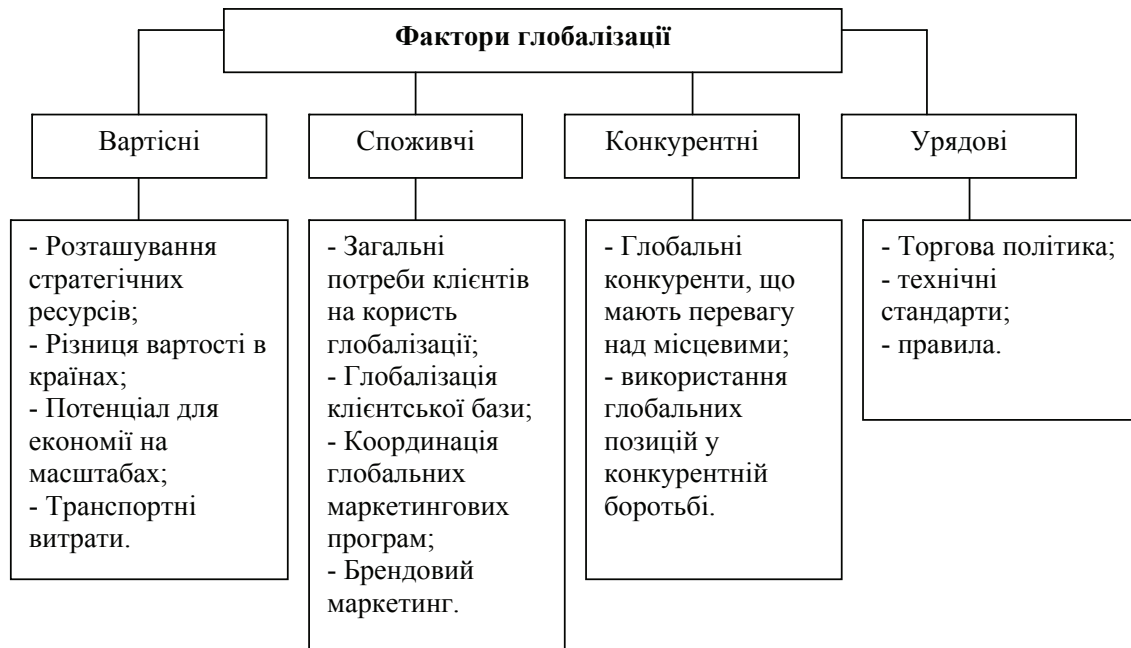 Фактори глобалізації
Вартісні
Споживчі
Конкурентні
Урядові
- Розташування
стратегічних
ресурсів;
- Різниця вартості в
країнах;
- Потенціал для
економії на
масштабах;
- Транспортні
витрати.
- Загальні
потреби клієнтів
на користь
глобалізації;
- Глобалізація
клієнтської бази;
- Координація
глобальних
маркетингових
програм;
- Брендовий
маркетинг.
- Глобальні
конкуренти, що
мають перевагу
над місцевими;
- використання
глобальних
позицій у
конкурентній
боротьбі.
- Торгова політика;
- технічні
стандарти;
- правила.